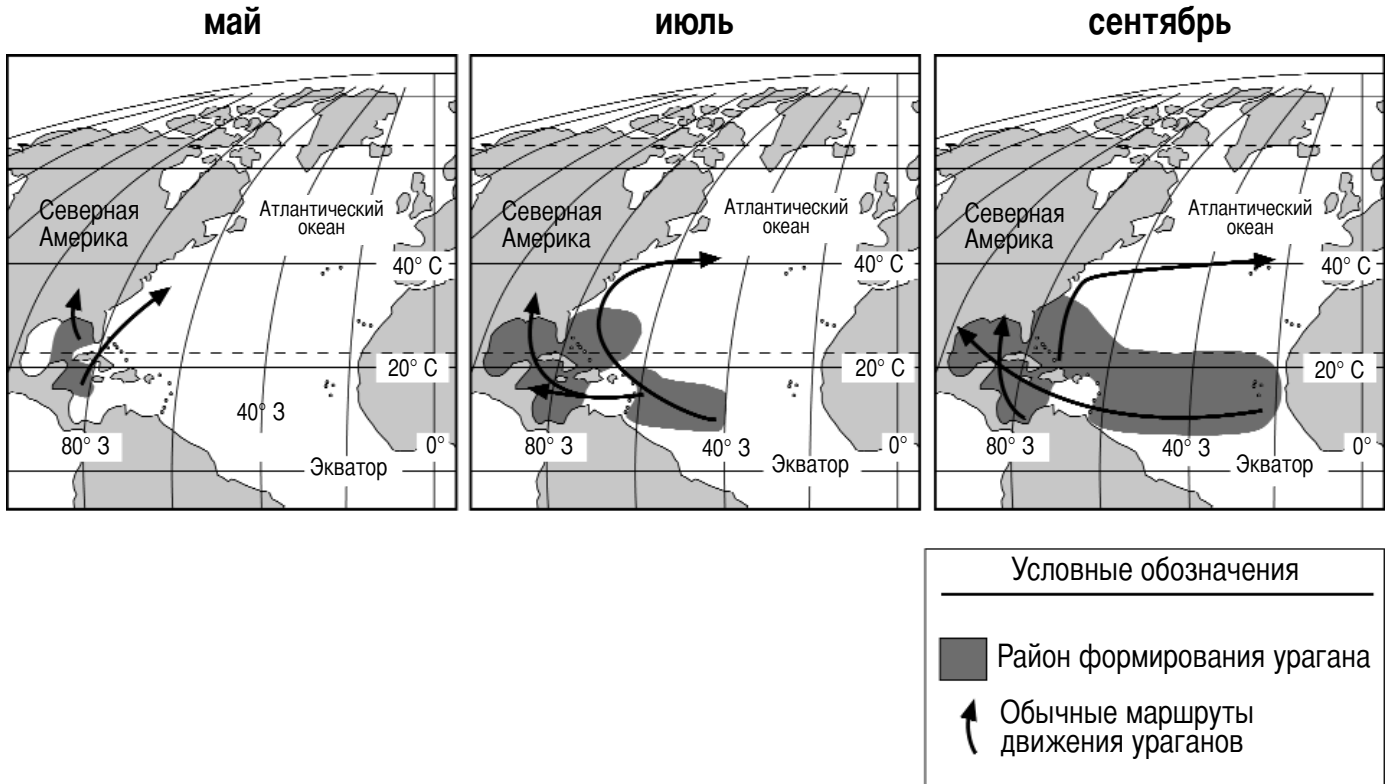 май
Северная
Америка
Атлантический
океан
40° С
20° С
40° З
80° З
0°
Экватор
июль
Северная
Америка
Атлантический
океан
40° С
20° С
80° З
40° З
0°
Экватор
сентябрь
Северная
Америка
Атлантический
океан
40° С
20° С
80° З
40° З
0°
Экватор
Условные обозначения
Район формирования урагана
Обычные маршруты
движения ураганов